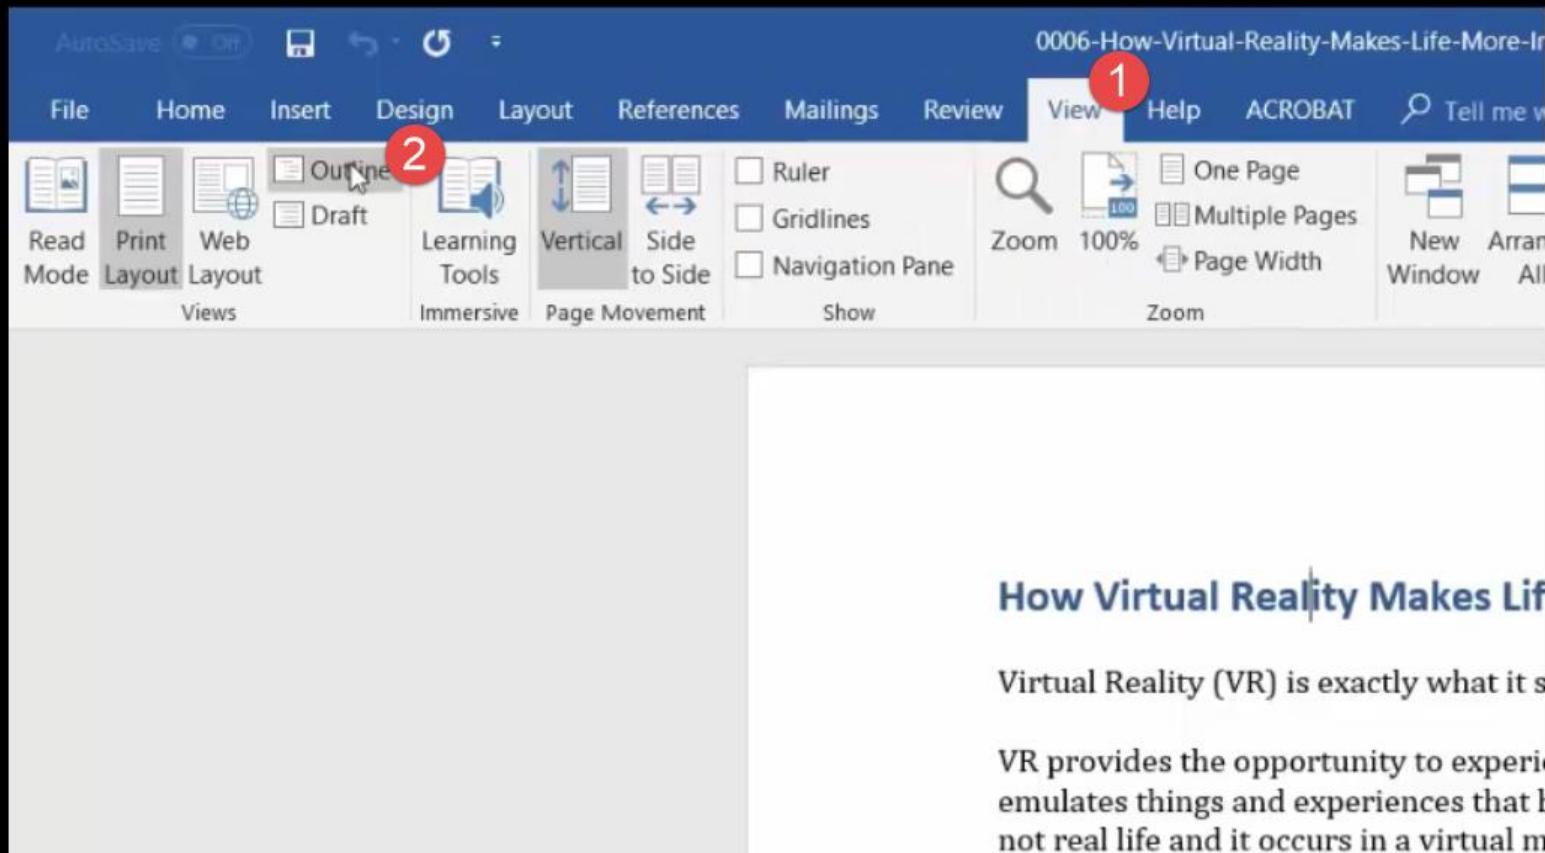 AutoSave Off 0006-How-Virtual-Reality-Makes-Life-More-In
File Home Insert Design Layout References Mailings Review View Help ACROBAT Tell me w
1
2
Read Mode
Print Layout
Web Layout
Outline
Draft
Views
Learning Tools
Immersive
Vertical
Side to Side
Page Movement
Ruler
Gridlines
Navigation Pane
Show
Zoom
100
100%
One Page
Multiple Pages
Page Width
Zoom
New Window
Arran
All
How Virtual Reality Makes Lif
Virtual Reality (VR) is exactly what it s
VR provides the opportunity to experie
emulates things and experiences that h
not real life and it occurs in a virtual m